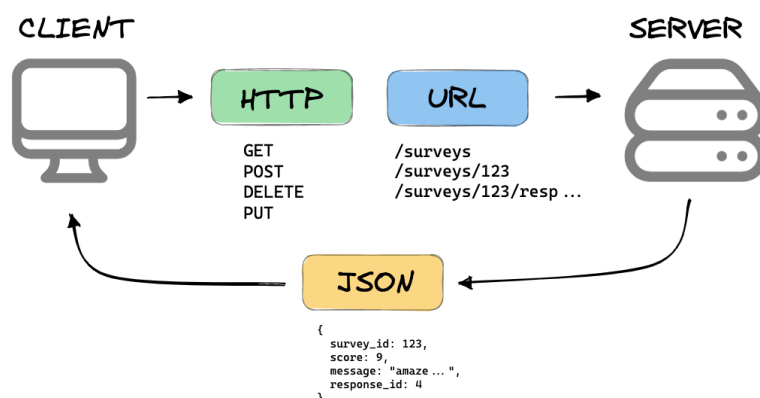 CLIENT
SERVER
HTTP
URL
GET
POST
DELETE
PUT
/surveys
/surveys/123
/surveys/123/resp...
JSON
{
survey_id: 123,
score: 9,
message: "amaze...",
response_id: 4
}